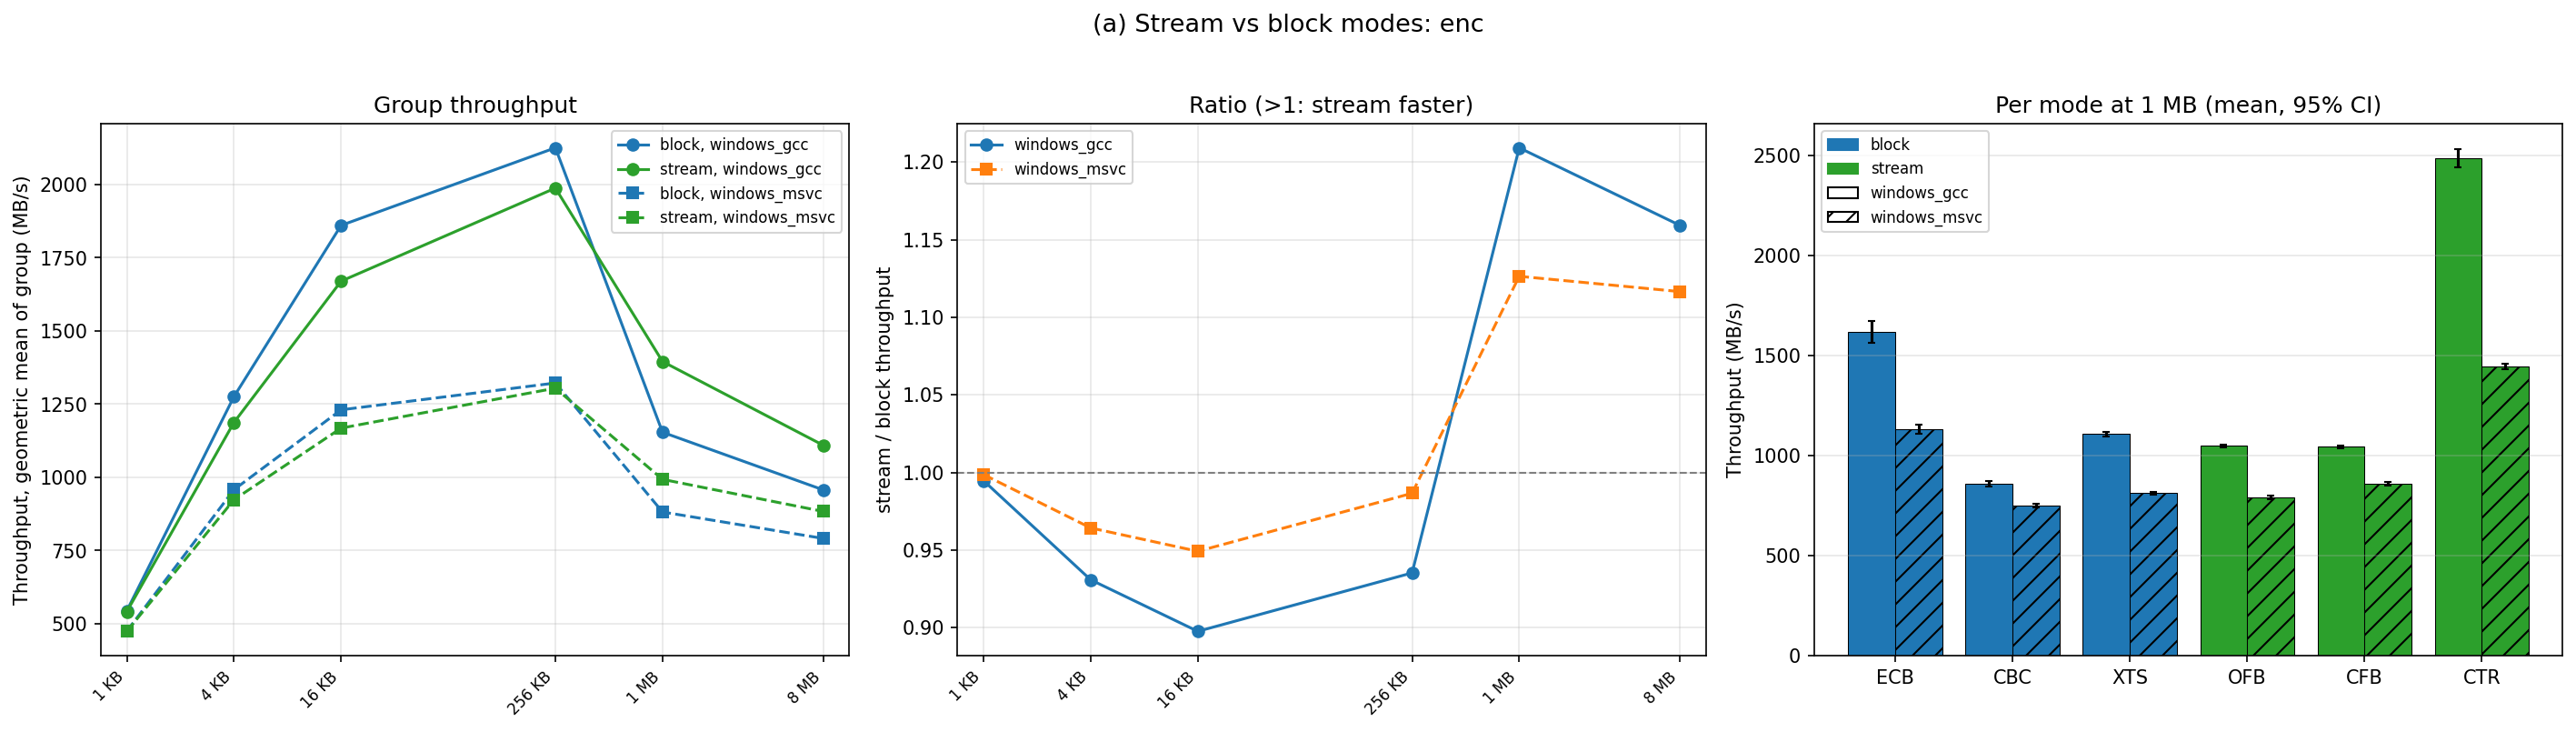 (a) Stream vs block modes: enc
Group throughput
Throughput, geometric mean of group (MB/s)
2000
1750
1500
1250
1000
750
500
block, windows_gcc
stream, windows_gcc
block, windows_msvc
stream, windows_msvc
1 KB
4 KB
16 KB
256 KB
1 MB
8 MB
Ratio (>1: stream faster)
stream / block throughput
1.20
1.15
1.10
1.05
1.00
0.95
0.90
windows_gcc
windows_msvc
1 KB
4 KB
16 KB
256 KB
1 MB
8 MB
Per mode at 1 MB (mean, 95% CI)
Throughput (MB/s)
2500
2000
1500
1000
500
0
block
stream
windows_gcc
windows_msvc
ECB
CBC
XTS
OFB
CFB
CTR